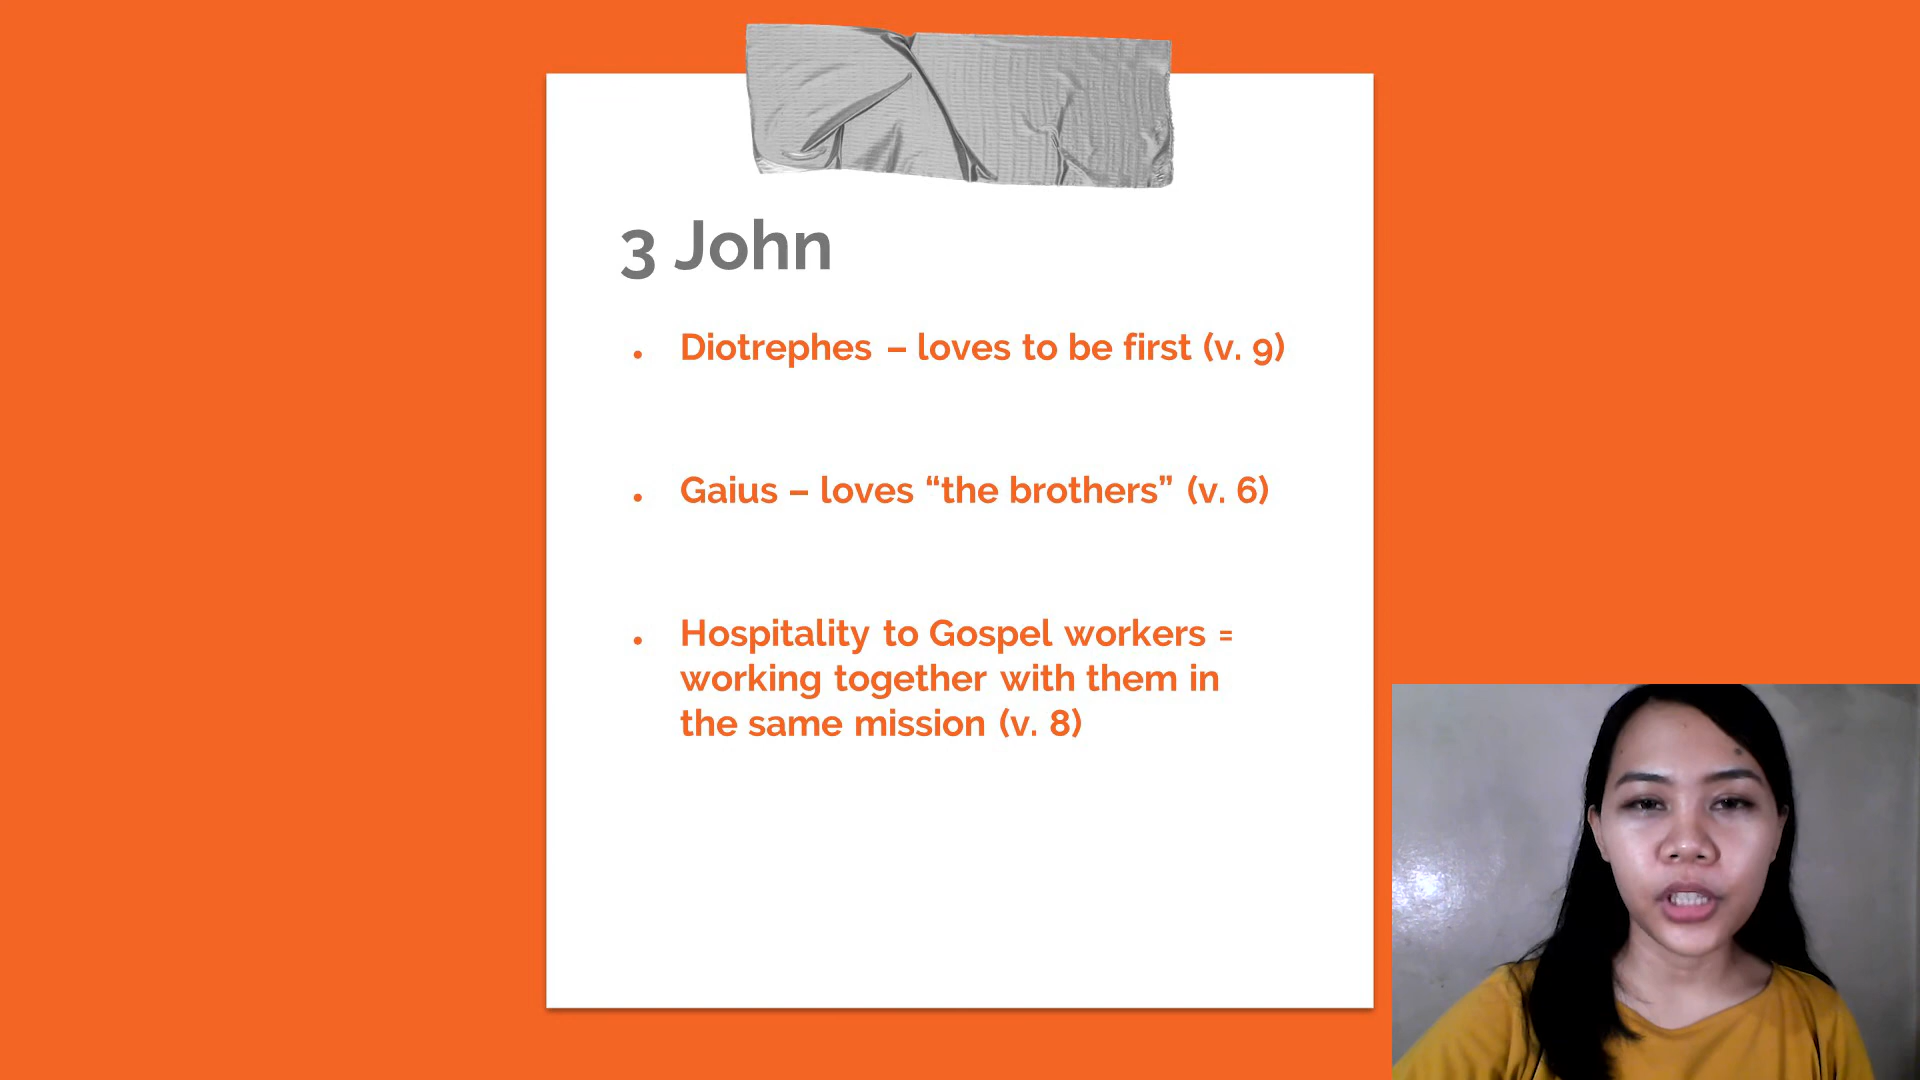 3 John
• Diotrephes – loves to be first (v. 9)
• Gaius – loves “the brothers” (v. 6)
• Hospitality to Gospel workers =
working together with them in
the same mission (v. 8)